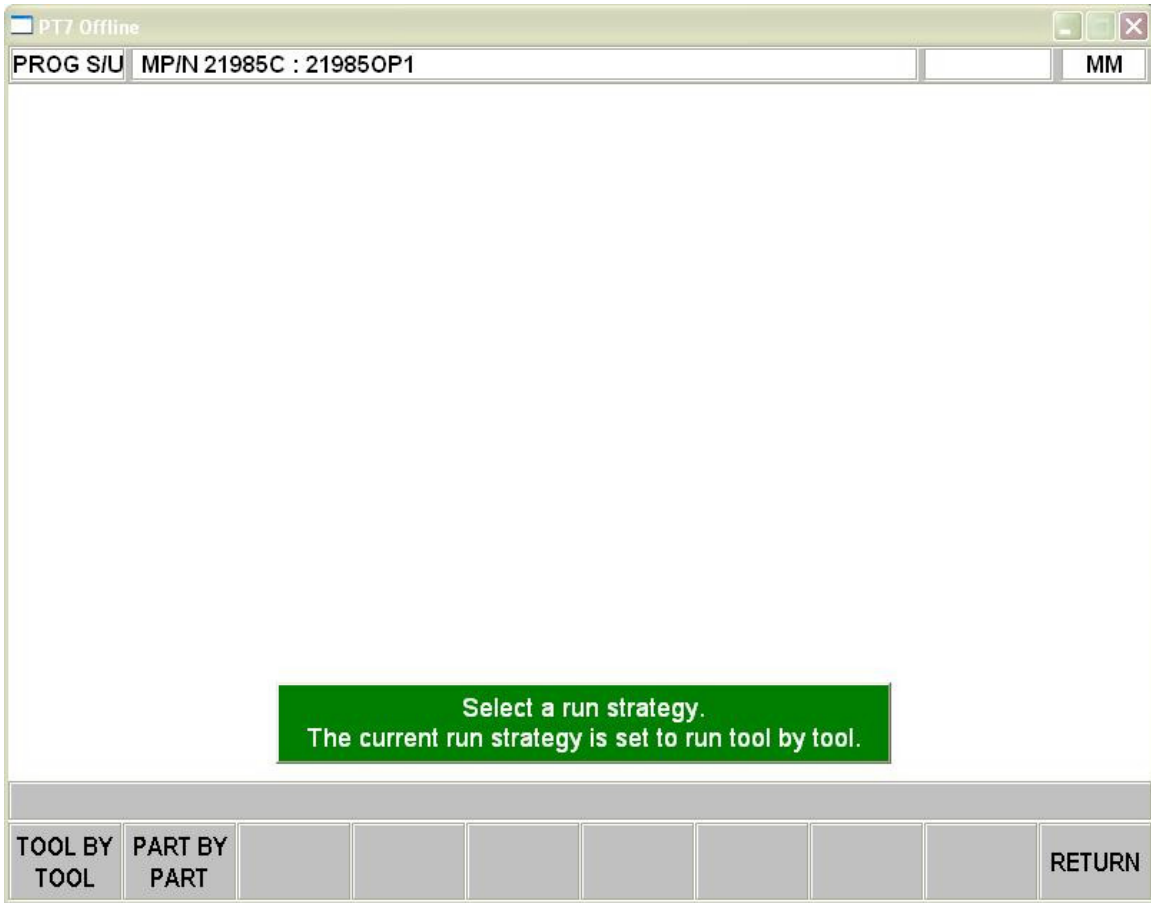 PT7 Offline
PROG S/U MP/N 21985C : 21985OP1 MM
Select a run strategy.
The current run strategy is set to run tool by tool.
TOOL BY TOOL
PART BY PART
RETURN